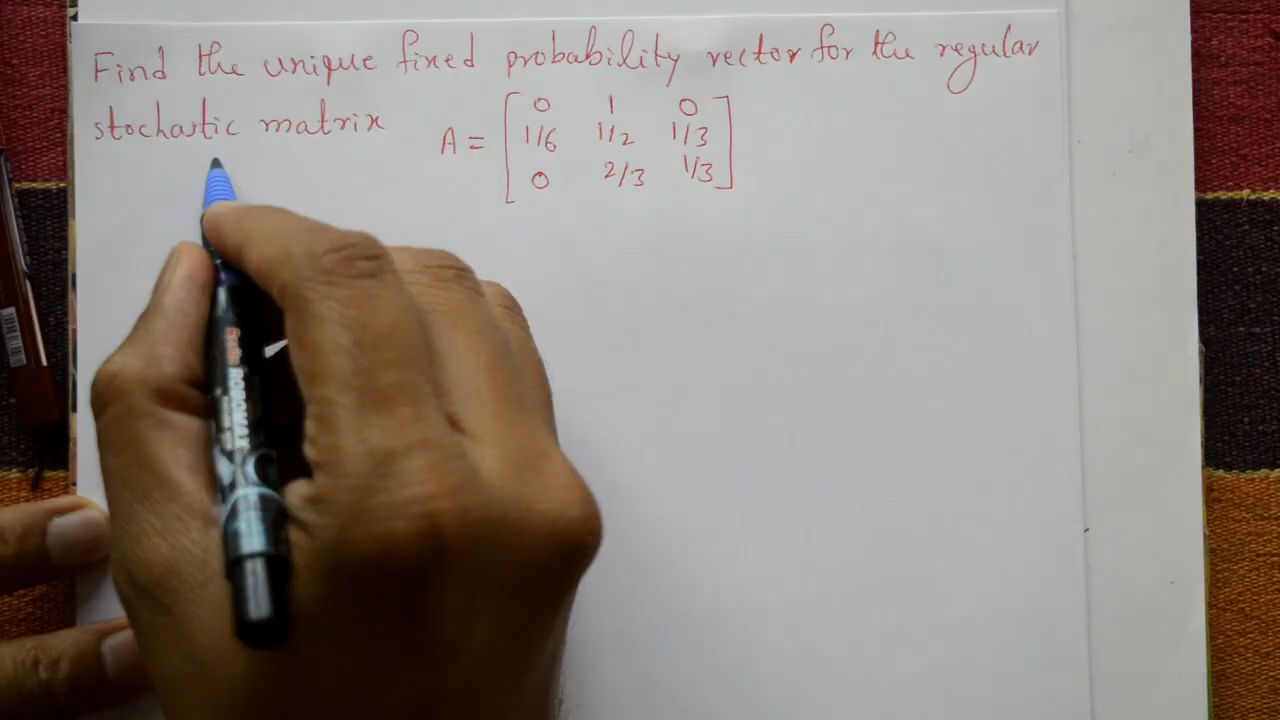 Find the unique fixed probability vector for the regular
stochastic matrix A = [ 0 1 0
1/6 1/2 1/3
0 2/3 1/3 ]